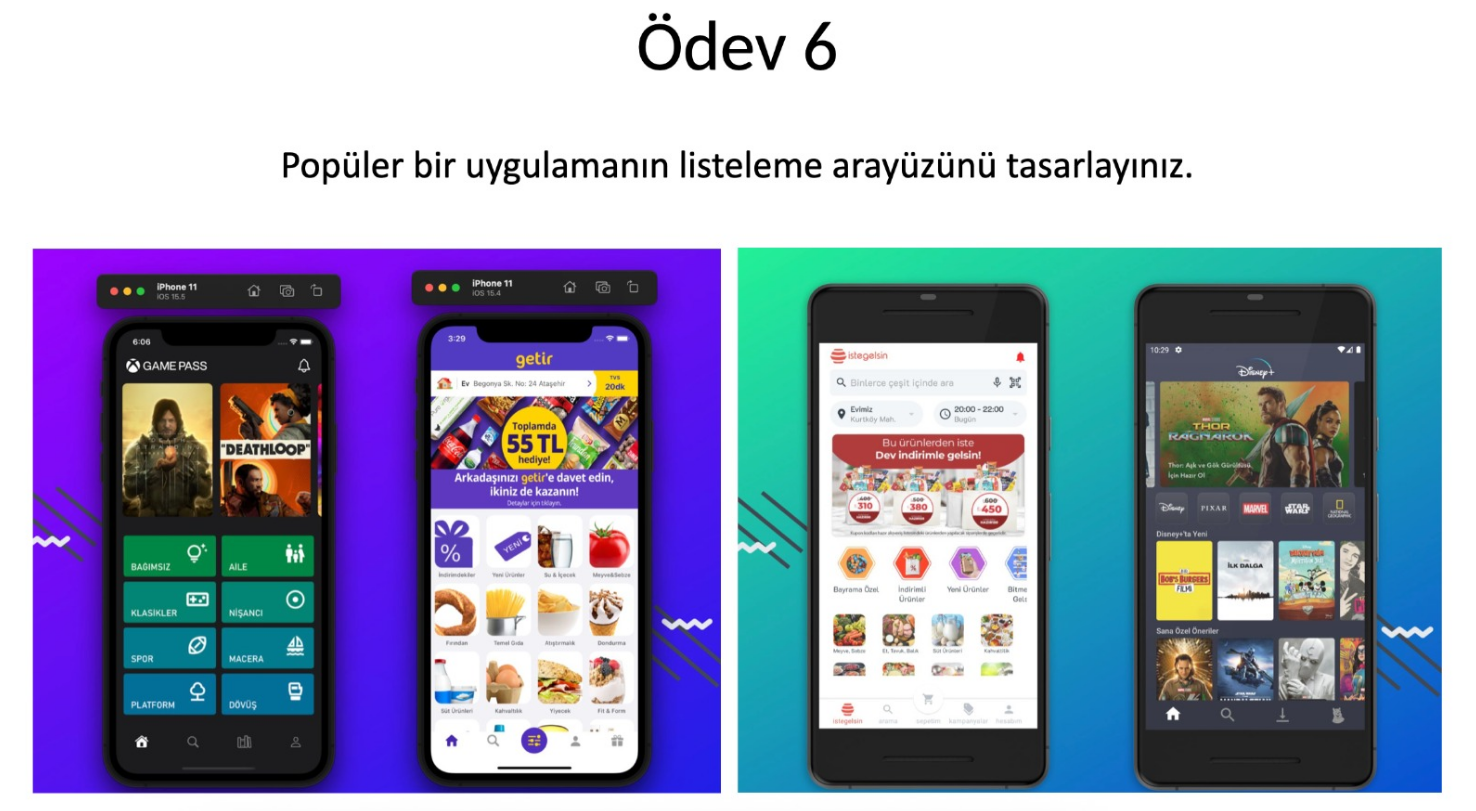 Ödev 6
Popüler bir uygulamanın listeleme arayüzünü tasarlayınız.
iPhone 11
iOS 15.5
6:06
GAME PASS
"DEATHLOOP"
BAĞIMSIZ
AİLE
KLASİKLER
NİŞANCI
SPOR
MACERA
PLATFORM
DÖVÜŞ
iPhone 11
iOS 15.4
3:29
getir
Ev Begonya Sk. No: 24 Ataşehir
TVS
20dk
Toplamda
55 TL
hediye!
Arkadaşınızı getir'e davet edin,
ikiniz de kazanın!
Detaylar için tıklayın.
%
YENİ
İndirimdekiler
Yeni Ürünler
Su & İçecek
Meyve&Sebze
Fırından
Temel Gıda
Atıştırmalık
Dondurma
Süt Ürünleri
Kahvaltılık
Yiyecek
Fit & Form
istegelsin
Binlerce çeşit içinde ara
Evimiz
Kurtköy Mah.
20:00 - 22:00
Bugün
Bu ürünlerden iste
Dev indirimle gelsin!
310
380
450
Bayrama Özel
İndirimli
Ürünler
Yeni Ürünler
Bitme
Gels
Meyve, Sebze
Et, Tavuk, Balık
Süt Ürünleri
Kahvaltılık
istegelsin
arama
sepetim
kampanyalar
hesabım
10:29
Disney+
THOR
RAGNAROK
Thor: Aşk ve Gök Gürültüsü
İçin Hazır Ol
Disney
PIXAR
MARVEL
STAR
WARS
NATIONAL
GEOGRAPHIC
Disney+'ta Yeni
BOB'S BURGERS
FILMI
İLK DALGA
Sana Özel Öneriler